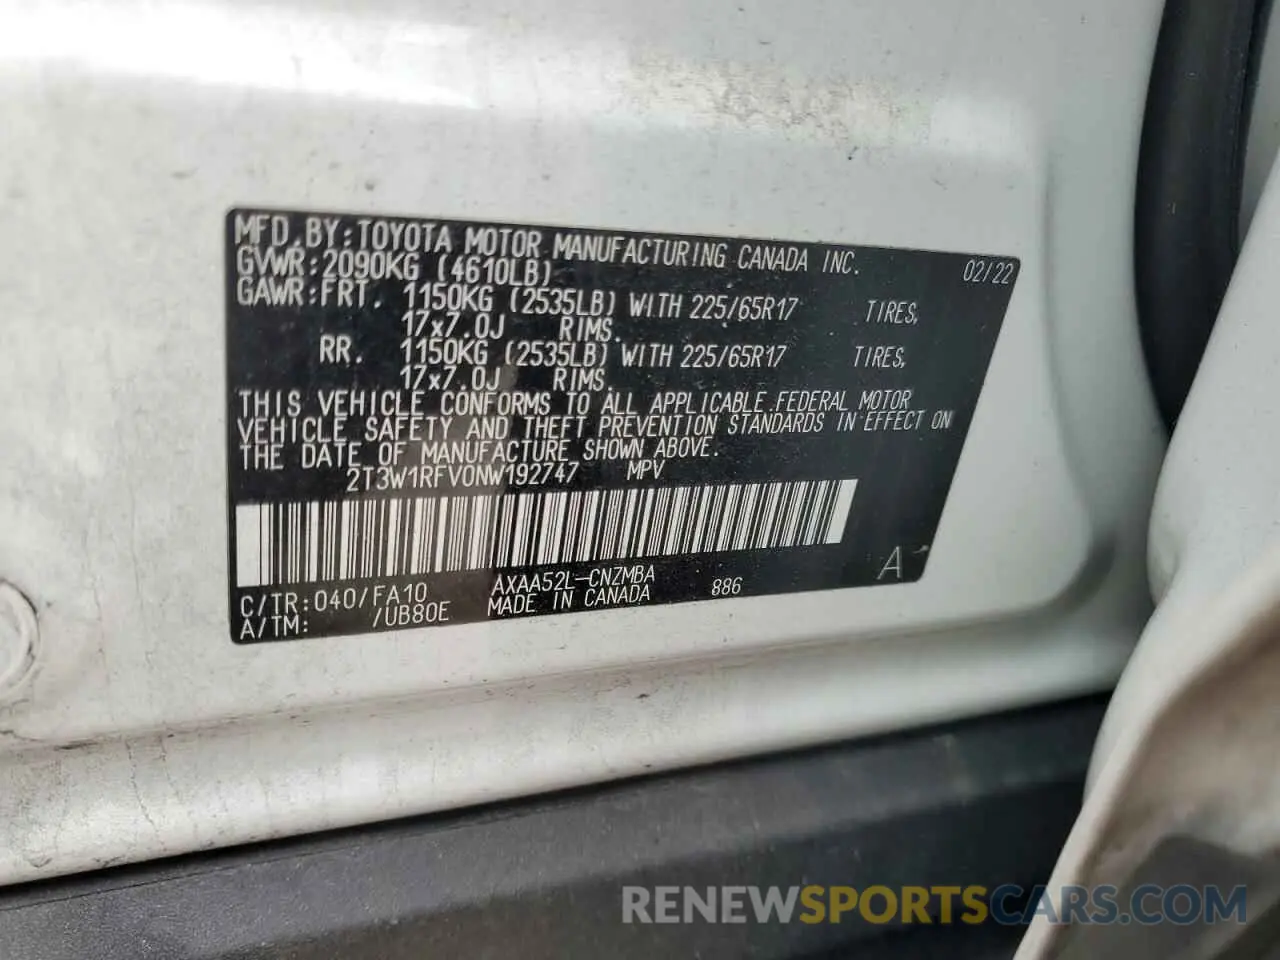 MFD.BY:TOYOTA MOTOR MANUFACTURING CANADA INC. 02/22
GVWR:2090KG (4610LB)
GAWR:FRT. 1150KG (2535LB) WITH 225/65R17 TIRES,
17x7.0J RIMS.
RR. 1150KG (2535LB) WITH 225/65R17 TIRES,
17x7.0J RIMS.
THIS VEHICLE CONFORMS TO ALL APPLICABLE FEDERAL MOTOR
VEHICLE SAFETY AND THEFT PREVENTION STANDARDS IN EFFECT ON
THE DATE OF MANUFACTURE SHOWN ABOVE.
2T3W1RFV0NW192747 MPV
C/TR:040/FA10 AXAA52L-CNZMBA 886 A
A/TM: /UB80E MADE IN CANADA
RENEWSPORTSCARS.COM